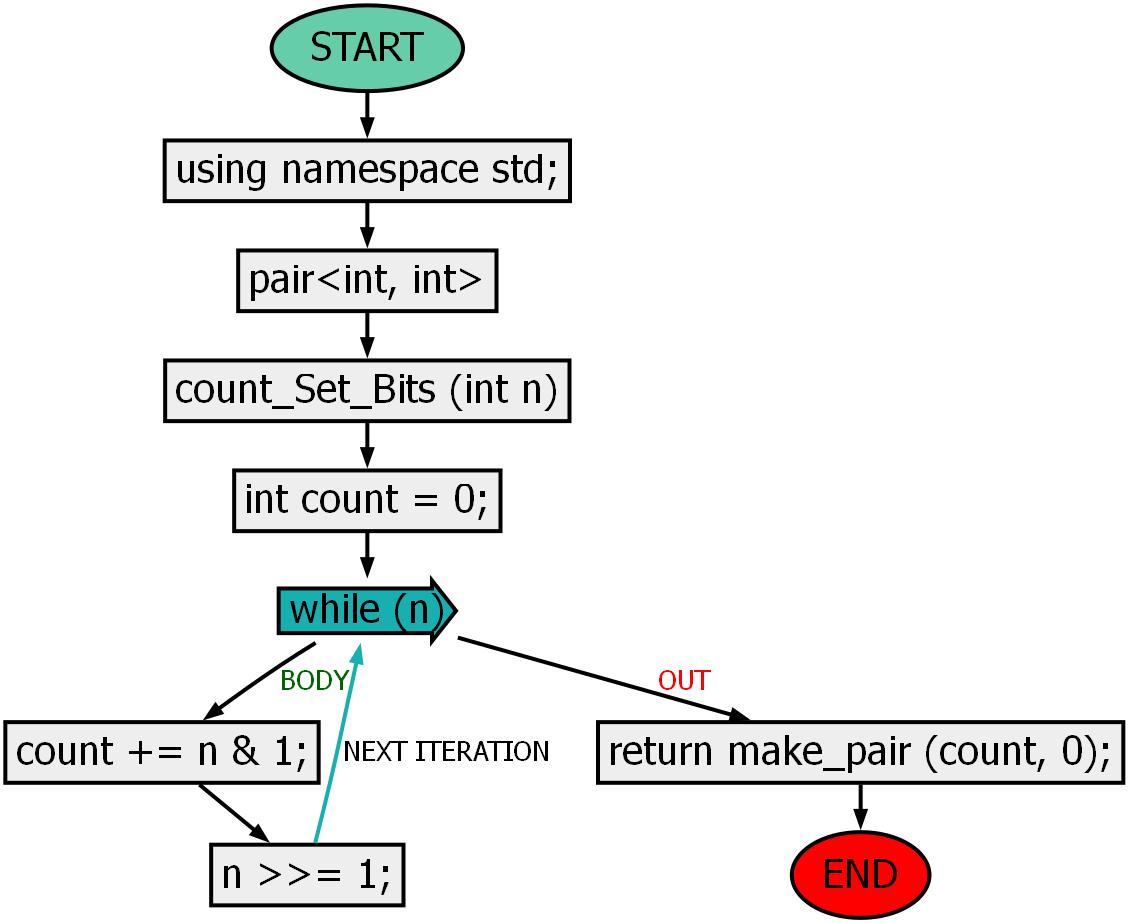 START
using namespace std;
pair<int, int>
count_Set_Bits (int n)
int count = 0;
while (n)
BODY
OUT
count += n & 1;
NEXT ITERATION
return make_pair (count, 0);
n >>= 1;
END